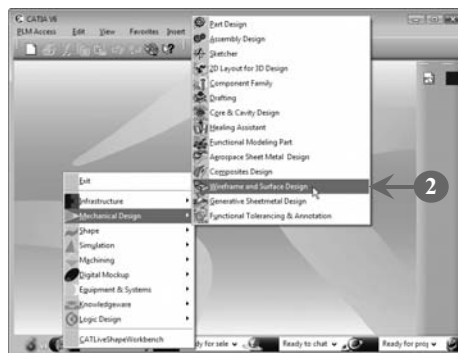 CATIA V6
PLM Access Edit View Favorites Insert
Part Design
Assembly Design
Sketcher
2D Layout for 3D Design
Component Family
Drafting
Core & Cavity Design
Healing Assistant
Functional Modeling Part
Aerospace Sheet Metal Design
Composites Design
Wireframe and Surface Design
Generative Sheetmetal Design
Functional Tolerancing & Annotation
2
Exit
Infrastructure
Mechanical Design
Shape
Simulation
Machining
Digital Mockup
Equipment & Systems
Knowledgeware
Logic Design
CATLiveShapeWorkbench
dy for sele
Ready to chat
Ready for proj